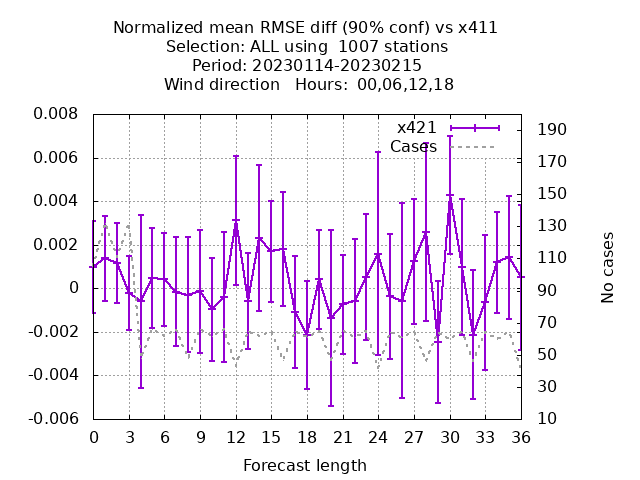 Normalized mean RMSE diff (90% conf) vs x411
Selection: ALL using  1007 stations
Period: 20230114-20230215
Wind direction   Hours:  00,06,12,18
x421
Cases
0.008
0.006
0.004
0.002
0
-0.002
-0.004
-0.006
190
170
150
130
110
90
70
50
30
10
No cases
0 3 6 9 12 15 18 21 24 27 30 33 36
Forecast length